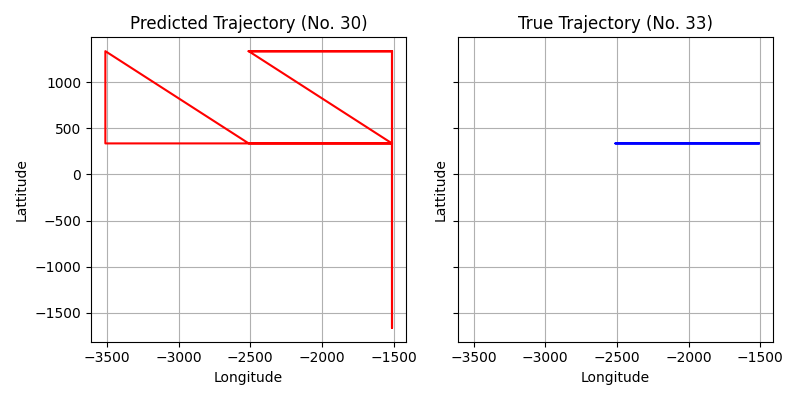 Predicted Trajectory (No. 30)
True Trajectory (No. 33)
Lattitude
1000
500
0
−500
−1000
−1500
−3500 −3000 −2500 −2000 −1500
Longitude
Lattitude
−3500 −3000 −2500 −2000 −1500
Longitude